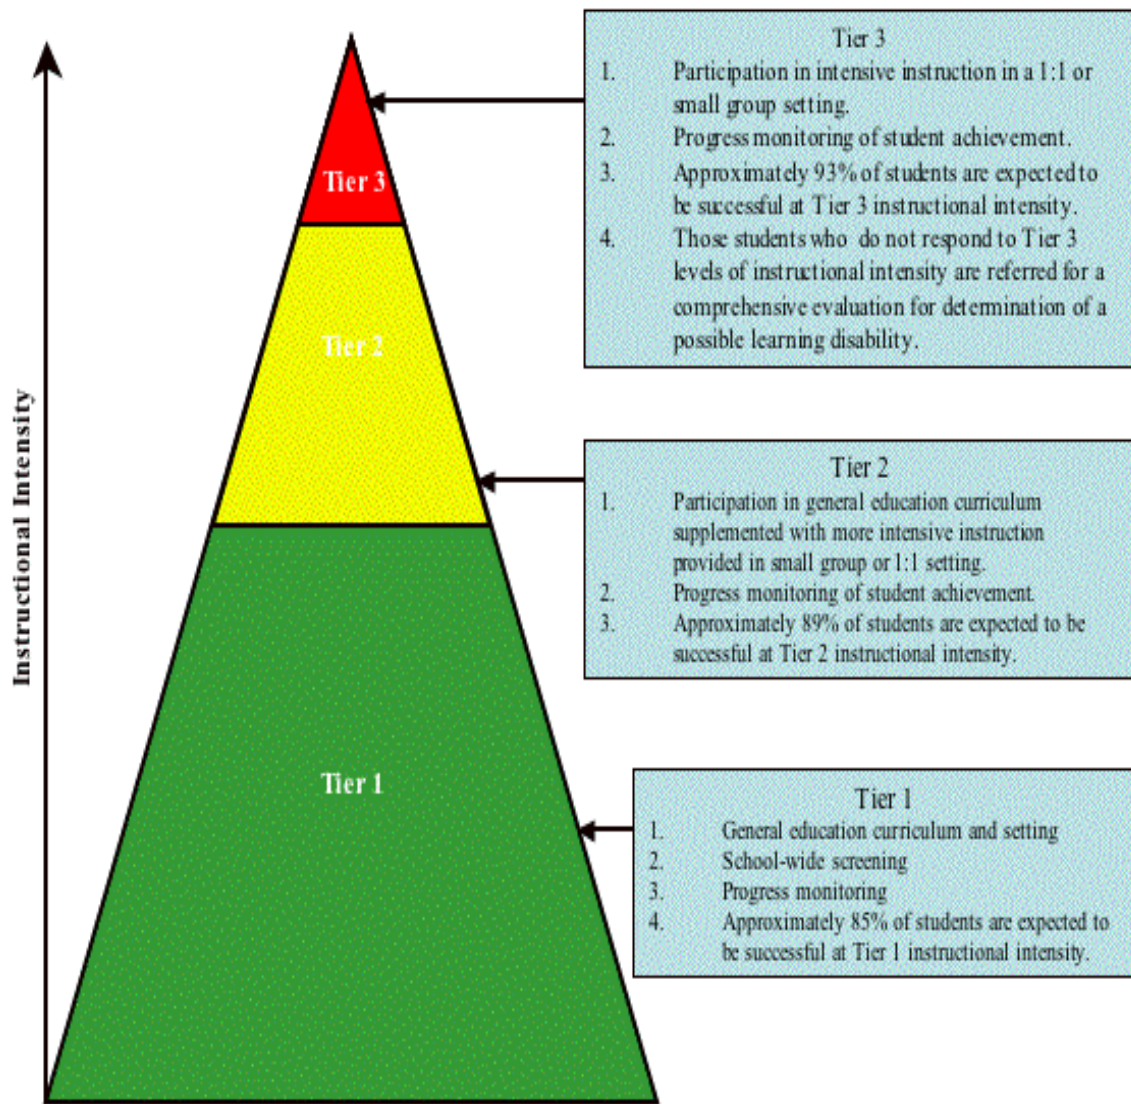 Tier 3
1. Participation in intensive instruction in a 1:1 or
small group setting.
2. Progress monitoring of student achievement.
3. Approximately 93% of students are expected to
be successful at Tier 3 instructional intensity.
4. Those students who do not respond to Tier 3
levels of instructional intensity are referred for a
comprehensive evaluation for determination of a
possible learning disability.
Tier 3
Tier 2
Instructional Intensity
Tier 2
1. Participation in general education curriculum
supplemented with more intensive instruction
provided in small group or 1:1 setting.
2. Progress monitoring of student achievement.
3. Approximately 89% of students are expected to be
successful at Tier 2 instructional intensity.
Tier 1
Tier 1
1. General education curriculum and setting
2. School-wide screening
3. Progress monitoring
4. Approximately 85% of students are expected to
be successful at Tier 1 instructional intensity.